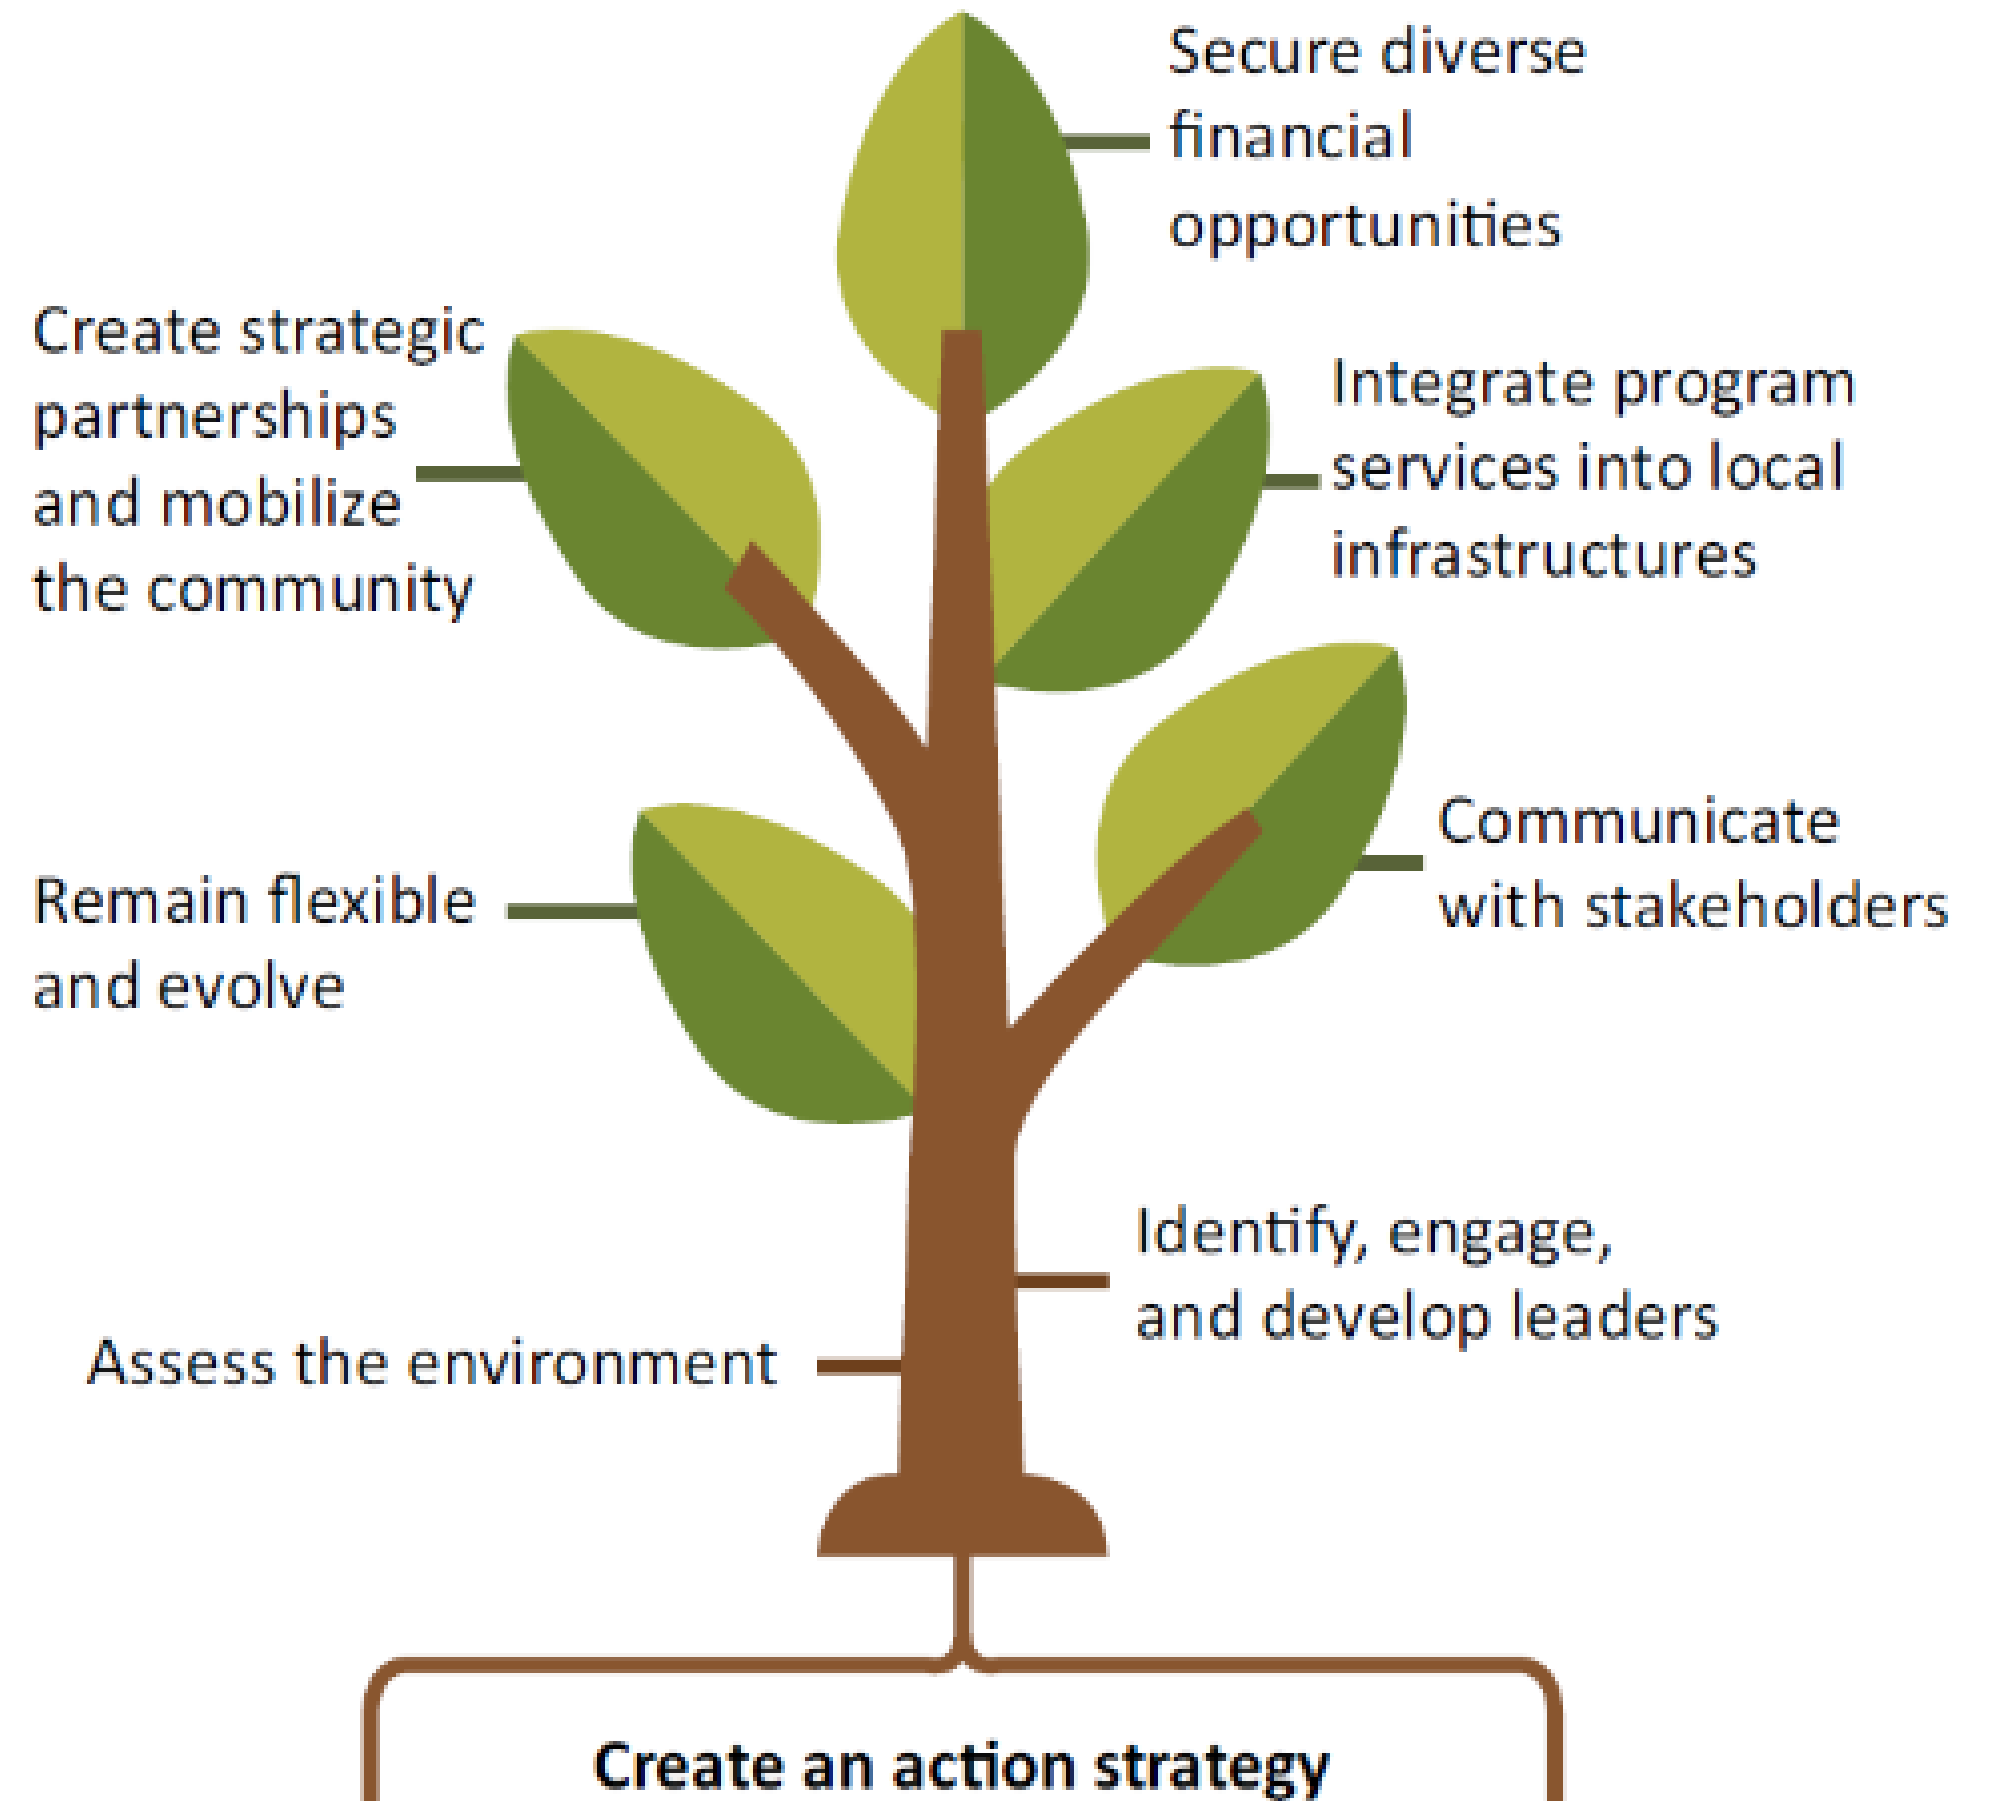 Secure diverse
financial
opportunities
Create strategic
partnerships
and mobilize
the community
Integrate program
services into local
infrastructures
Communicate
with stakeholders
Remain flexible
and evolve
Identify, engage,
and develop leaders
Assess the environment
Create an action strategy